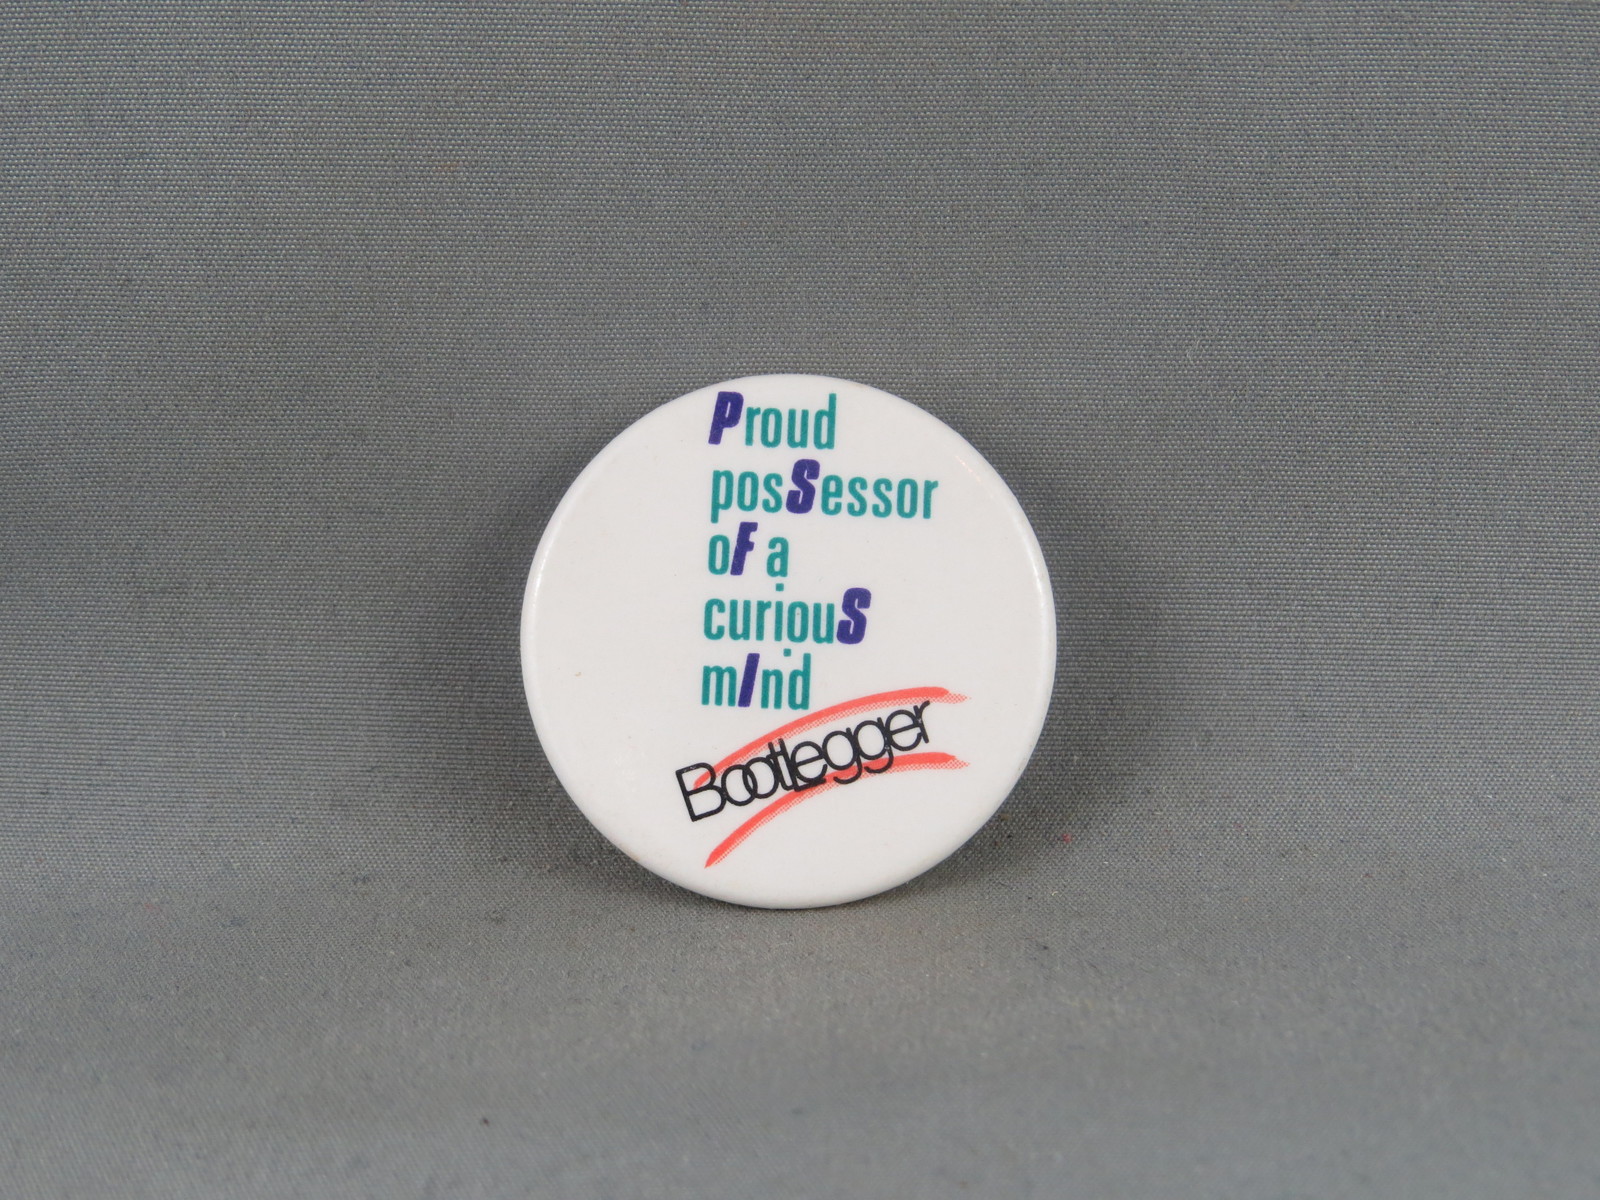 Proud
posSessor
oF a
curiouS
mInd
BootLegger